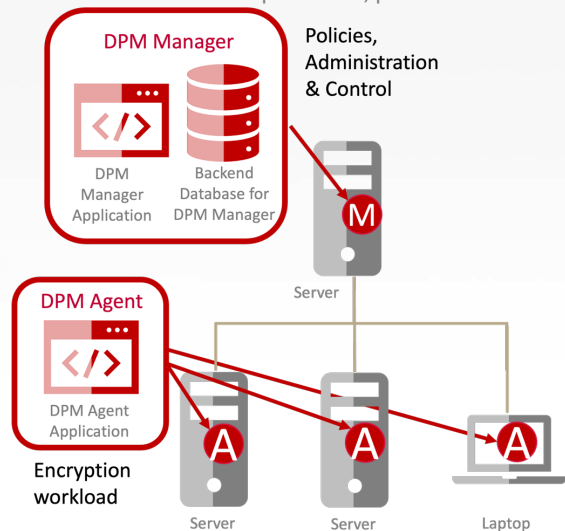 DPM Manager
DPM
Manager
Application
Backend
Database for
DPM Manager
Policies,
Administration
& Control
M
Server
DPM Agent
DPM Agent
Application
Encryption
workload
A
A
A
Server
Server
Laptop